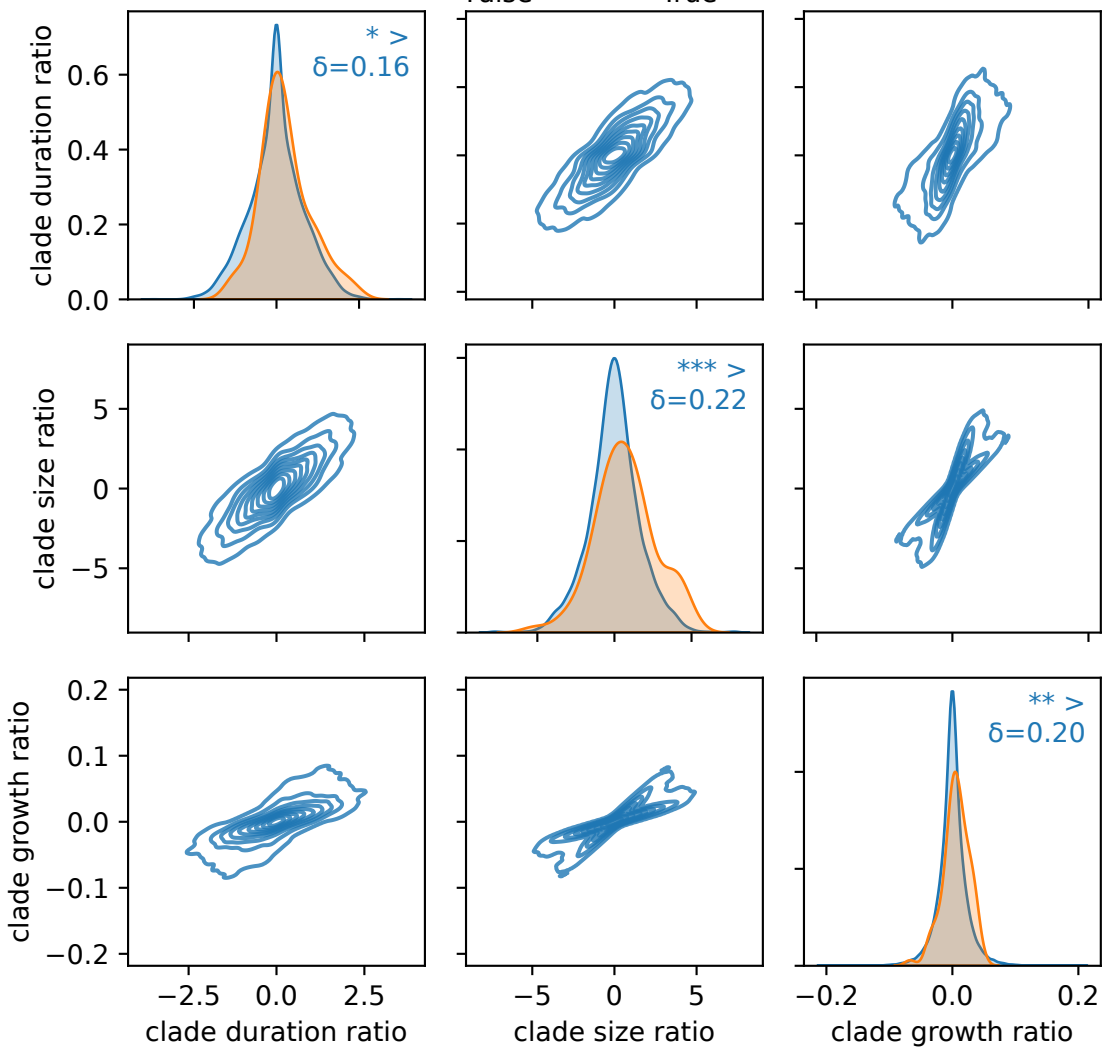 * >
δ=0.16
clade duration ratio
0.6
0.4
0.2
0.0
*** >
δ=0.22
clade size ratio
5
0
−5
** >
δ=0.20
clade growth ratio
0.2
0.1
0.0
−0.1
−0.2
−2.5 0.0 2.5 −5 0 5 −0.2 0.0 0.2
clade duration ratio clade size ratio clade growth ratio